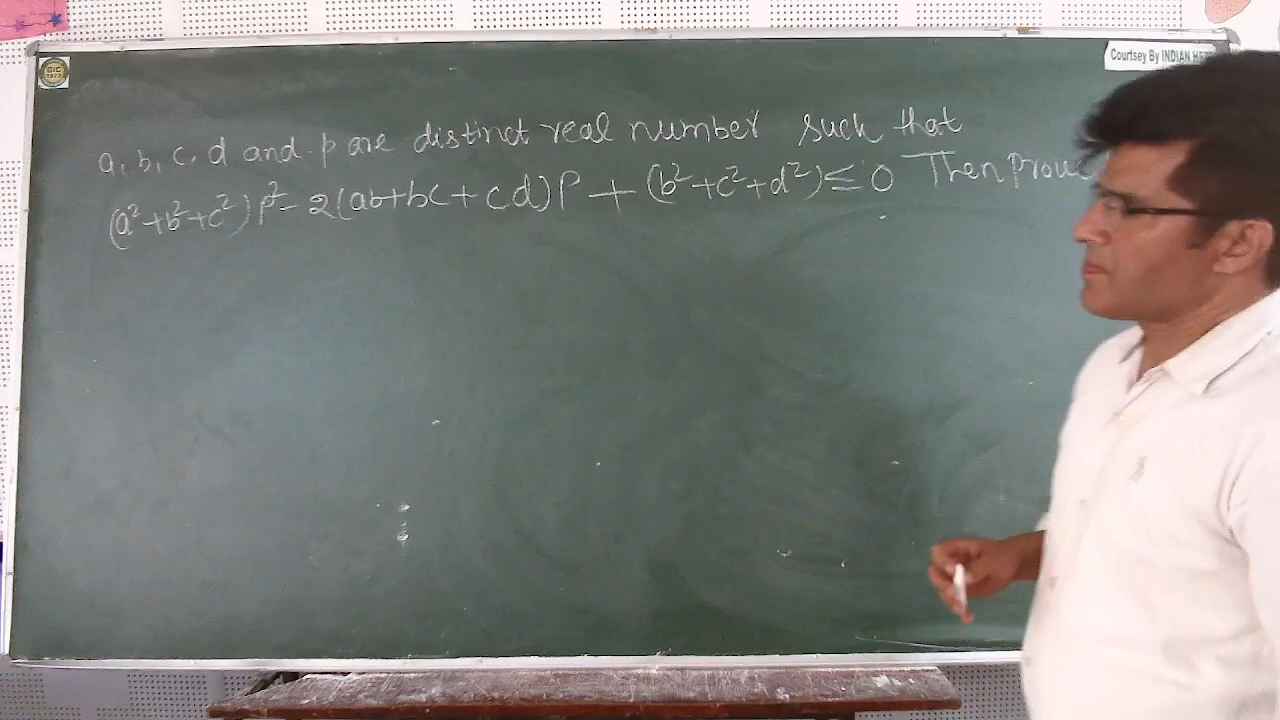 Courtsey By INDIAN
a, b, c, d and p are distinct real number such that
(a²+b²+c²)p²- 2(ab+bc+cd)p + (b²+c²+d²)≤0 Then prove